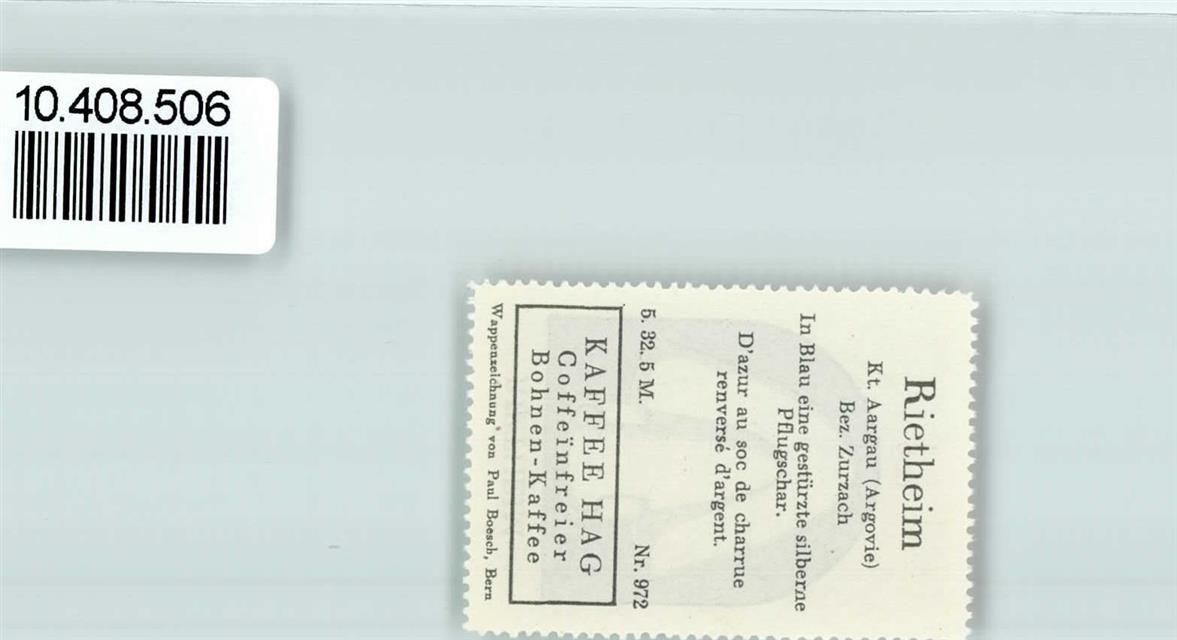 10.408.506
Rietheim
Kt. Aargau (Argovie)
Bez. Zurzach
In Blau eine gestürzte silberne
Pflugschar.
D'azur au soc de charrue
renversé d'argent.
5. 32. 5 M. Nr. 972
KAFFEE HAG
Coffeïnfreier
Bohnen-Kaffee
Wappenzeichnung von Paul Boesch, Bern